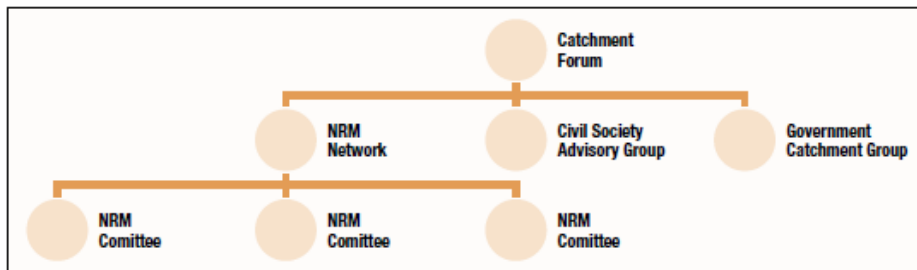 Catchment
Forum
NRM
Network
Civil Society
Advisory Group
Government
Catchment Group
NRM
Comittee
NRM
Comittee
NRM
Comittee